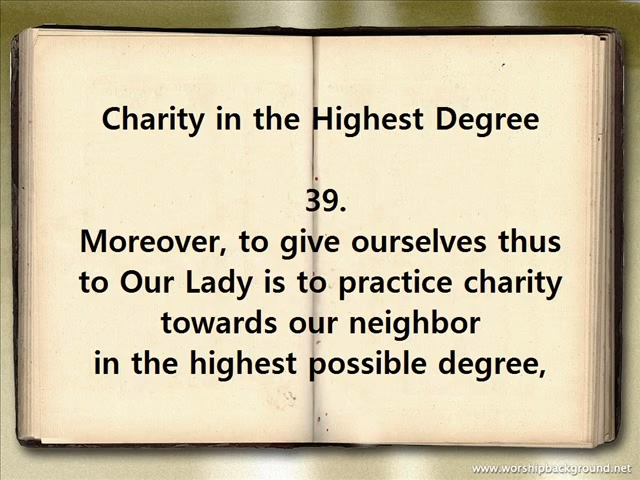 Charity in the Highest Degree
39.
Moreover, to give ourselves thus
to Our Lady is to practice charity
towards our neighbor
in the highest possible degree,
www.worshipbackground.net